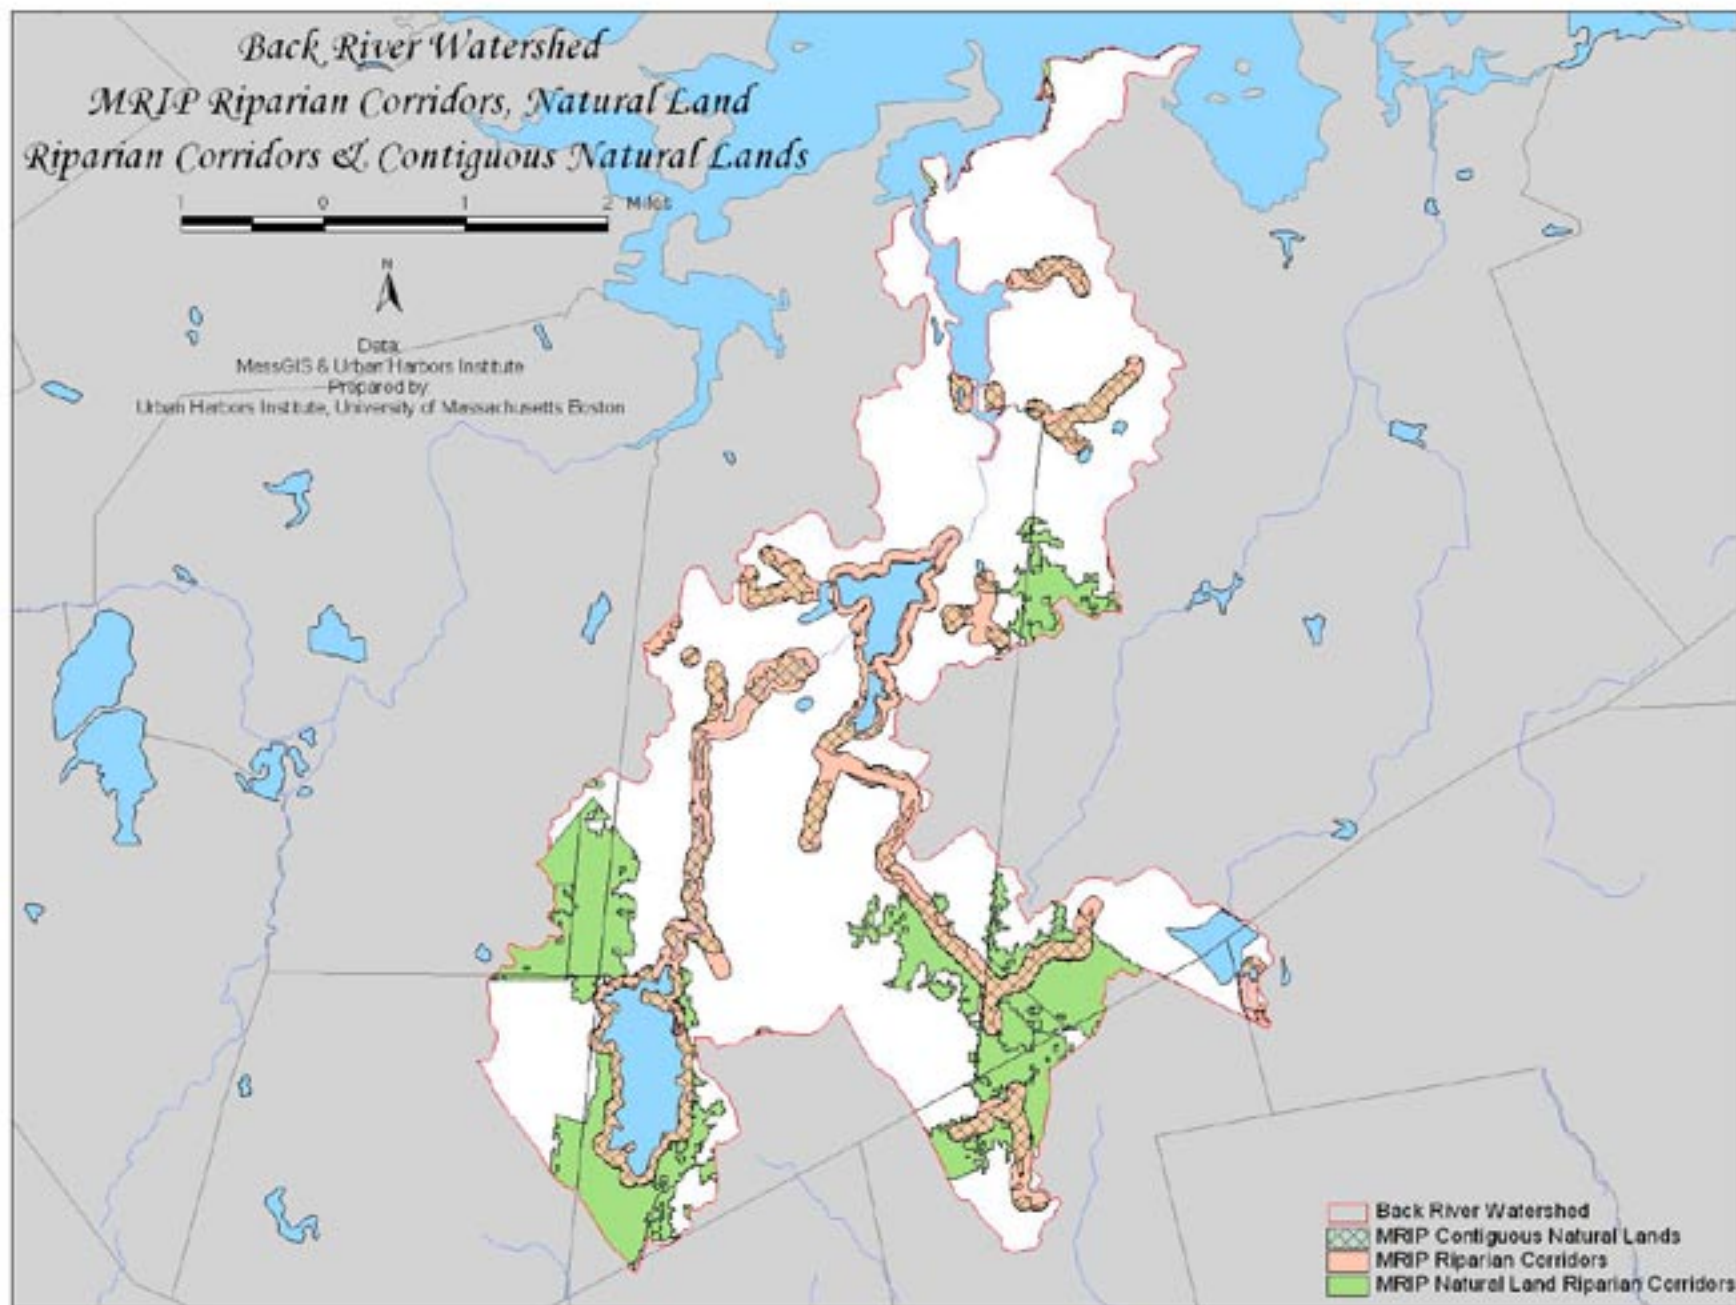 Back River Watershed
MRIP Riparian Corridors, Natural Land
Riparian Corridors & Contiguous Natural Lands
1 0 1 2 Miles
N
Data:
MassGIS & Urban Harbors Institute
Prepared by:
Urban Harbors Institute, University of Massachusetts Boston
Back River Watershed
MRIP Contiguous Natural Lands
MRIP Riparian Corridors
MRIP Natural Land Riparian Corridors